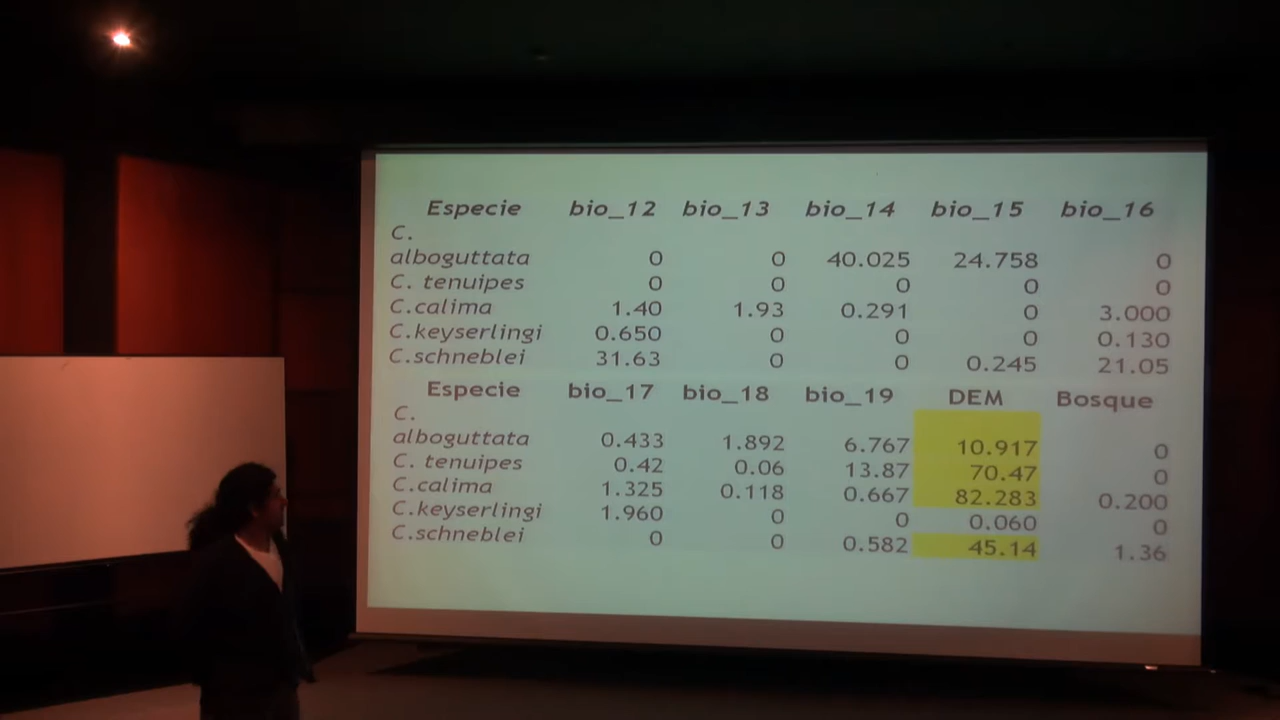 Especie bio_12 bio_13 bio_14 bio_15 bio_16
C.
alboguttata 0 0 40.025 24.758 0
C. tenuipes 0 0 0 0 0
C.calima 1.40 1.93 0.291 0 3.000
C.keyserlingi 0.650 0 0 0 0.130
C.schneblei 31.63 0 0 0.245 21.05
Especie bio_17 bio_18 bio_19 DEM Bosque
C.
alboguttata 0.433 1.892 6.767 10.917 0
C. tenuipes 0.42 0.06 13.87 70.47 0
C.calima 1.325 0.118 0.667 82.283 0.200
C.keyserlingi 1.960 0 0 0.060 0
C.schneblei 0 0 0.582 45.14 1.36